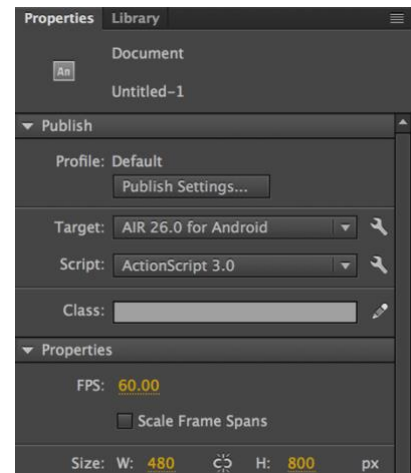 Properties Library
An Document
Untitled-1
Publish
Profile: Default
Publish Settings...
Target: AIR 26.0 for Android
Script: ActionScript 3.0
Class:
Properties
FPS: 60.00
Scale Frame Spans
Size: W: 480 H: 800 px